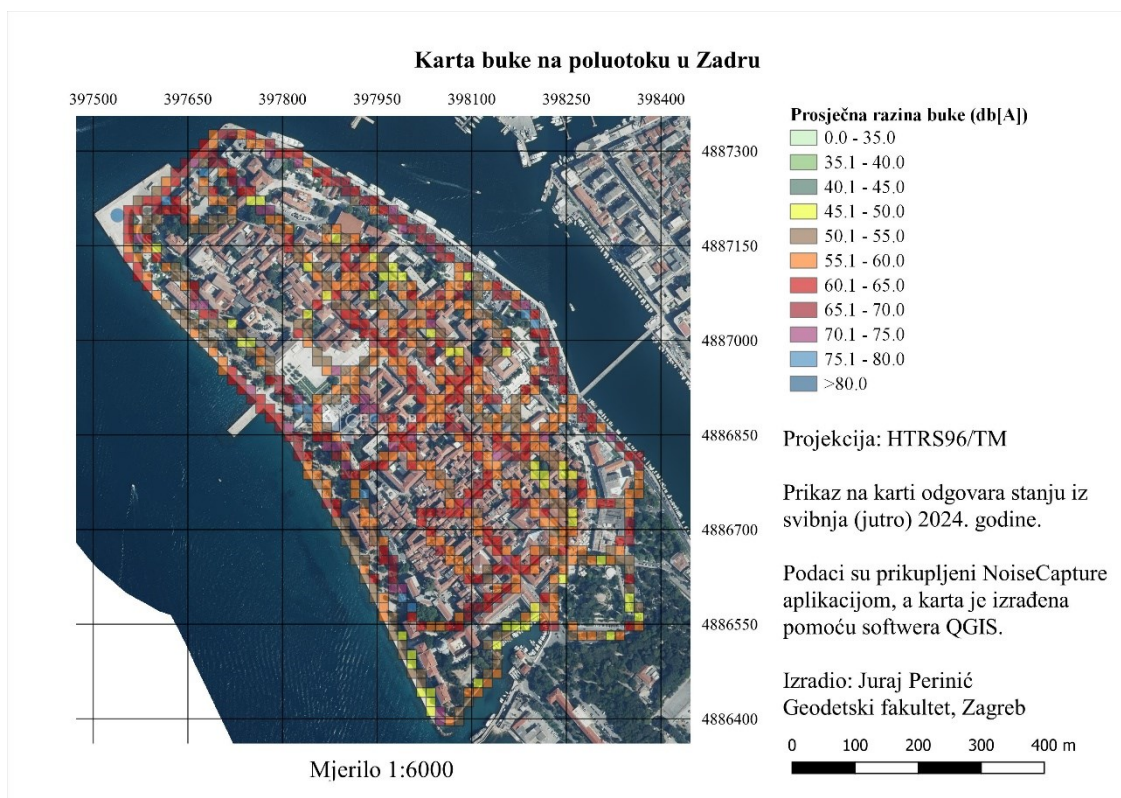 Karta buke na poluotoku u Zadru
397500 397650 397800 397950 398100 398250 398400
4887300
4887150
4887000
4886850
4886700
4886550
4886400
Mjerilo 1:6000
Prosječna razina buke (db[A])
0.0 - 35.0
35.1 - 40.0
40.1 - 45.0
45.1 - 50.0
50.1 - 55.0
55.1 - 60.0
60.1 - 65.0
65.1 - 70.0
70.1 - 75.0
75.1 - 80.0
>80.0
Projekcija: HTRS96/TM
Prikaz na karti odgovara stanju iz
svibnja (jutro) 2024. godine.
Podaci su prikupljeni NoiseCapture
aplikacijom, a karta je izrađena
pomoću softwera QGIS.
Izradio: Juraj Perinić
Geodetski fakultet, Zagreb
0 100 200 300 400 m